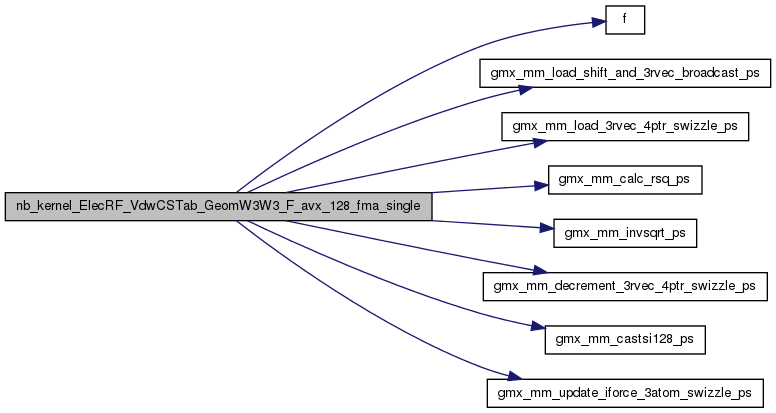 f
gmx_mm_load_shift_and_3rvec_broadcast_ps
gmx_mm_load_3rvec_4ptr_swizzle_ps
gmx_mm_calc_rsq_ps
nb_kernel_ElecRF_VdwCSTab_GeomW3W3_F_avx_128_fma_single
gmx_mm_invsqrt_ps
gmx_mm_decrement_3rvec_4ptr_swizzle_ps
gmx_mm_castsi128_ps
gmx_mm_update_iforce_3atom_swizzle_ps